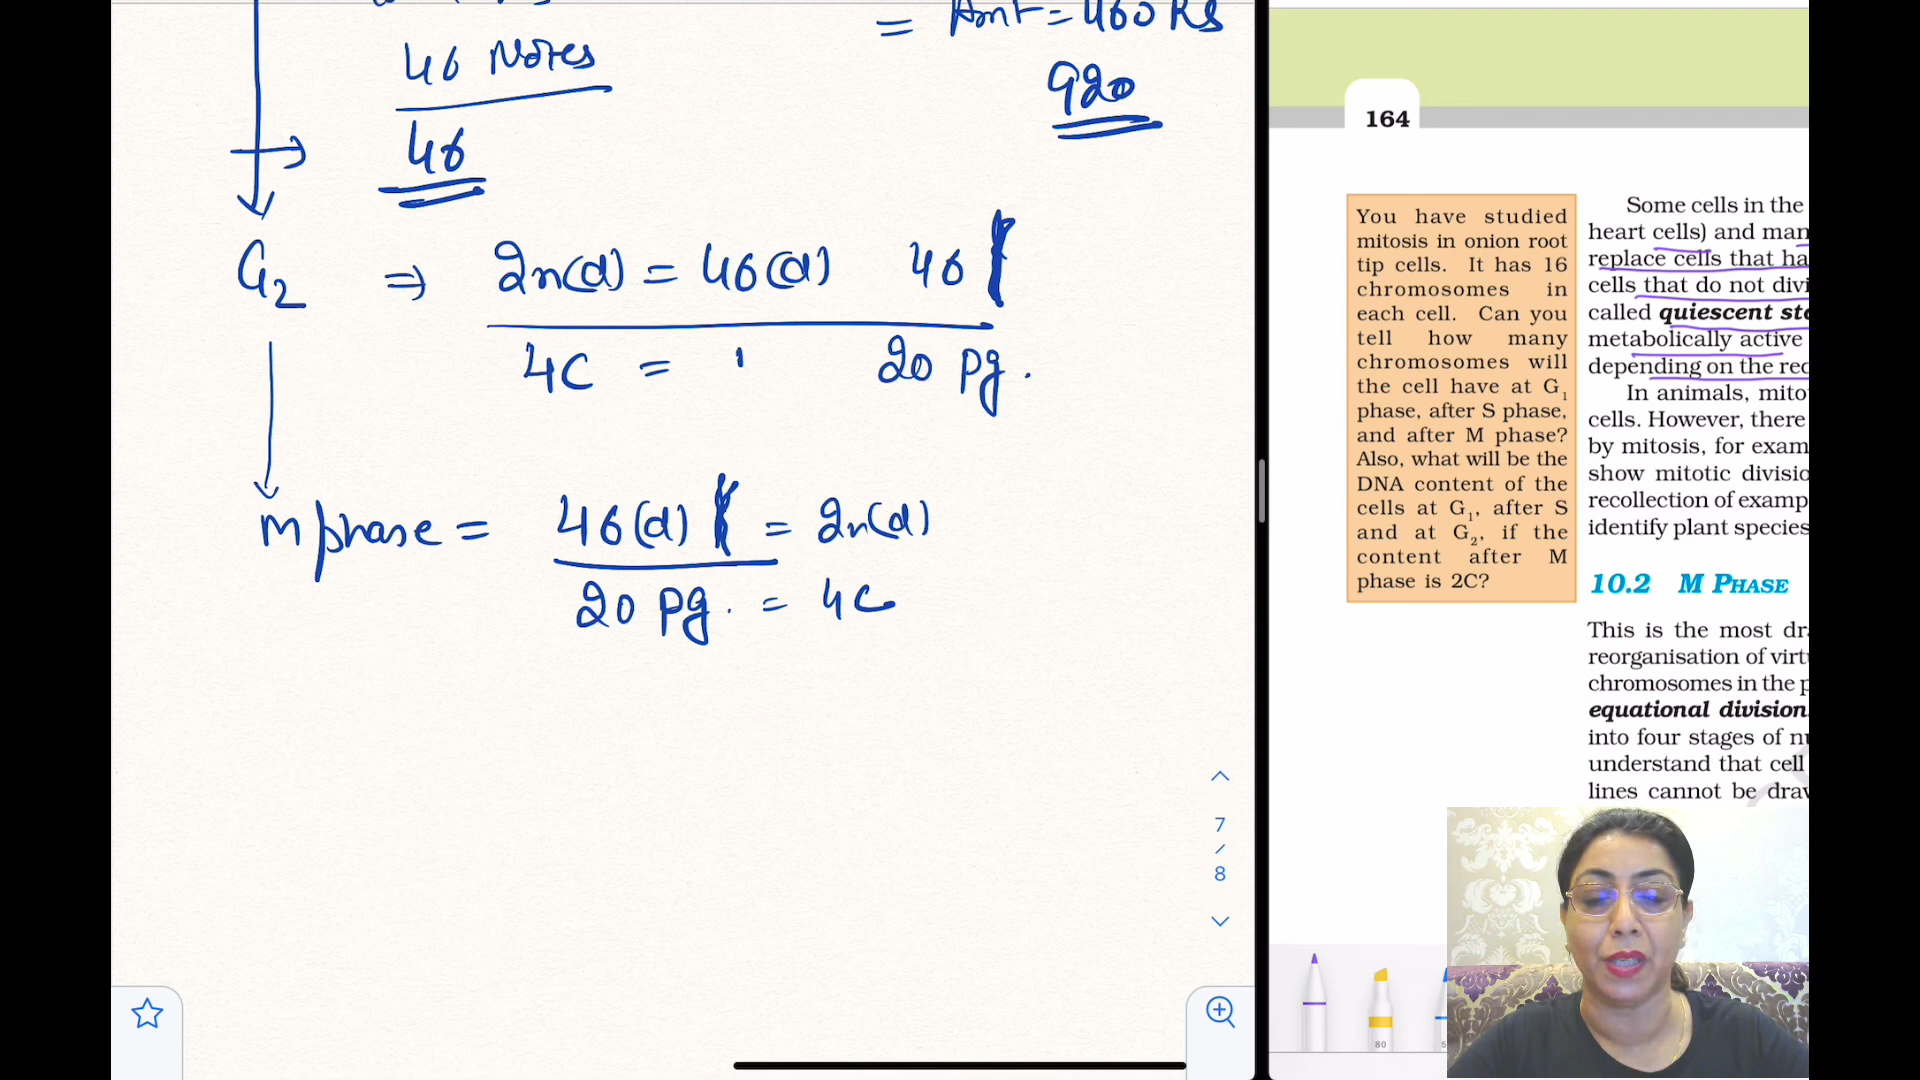 = Amt = 460 Rs
46 Notes
920
46
G2 ⇒ 2n(d) = 46(d) 46
4C = ' 20 Pg.
M phase = 46(d) = 2n(d)
20 Pg. = 4C
7
/
8
164
You have studied
mitosis in onion root
tip cells. It has 16
chromosomes in
each cell. Can you
tell how many
chromosomes will
the cell have at G1
phase, after S phase,
and after M phase?
Also, what will be the
DNA content of the
cells at G1, after S
and at G2, if the
content after M
phase is 2C?
Some cells in the
heart cells) and man
replace cells that ha
cells that do not divi
called quiescent sta
metabolically active
depending on the req
In animals, mito
cells. However, there
by mitosis, for exam
show mitotic divisio
recollection of examp
identify plant species
10.2 M PHASE
This is the most dra
reorganisation of virtu
chromosomes in the p
equational division.
into four stages of nu
understand that cell
lines cannot be draw
80